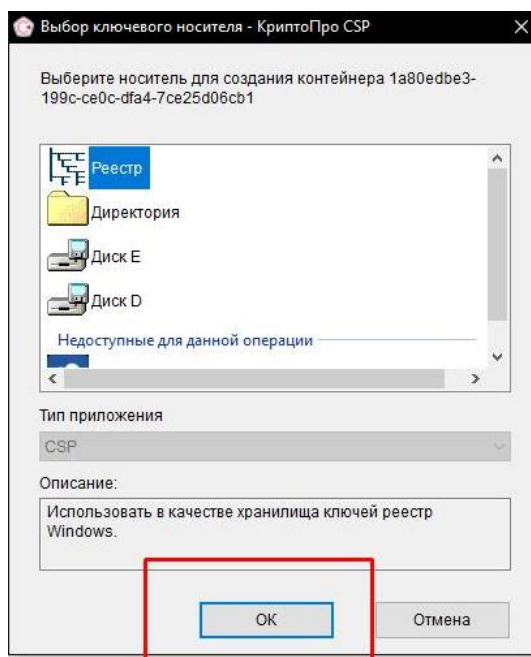 Выбор ключевого носителя - КриптоПро CSP
Выберите носитель для создания контейнера 1a80edbe3-
199c-ce0c-dfa4-7ce25d06cb1
Реестр
Директория
Диск E
Диск D
Недоступные для данной операции
Тип приложения
CSP
Описание:
Использовать в качестве хранилища ключей реестр
Windows.
ОК
Отмена